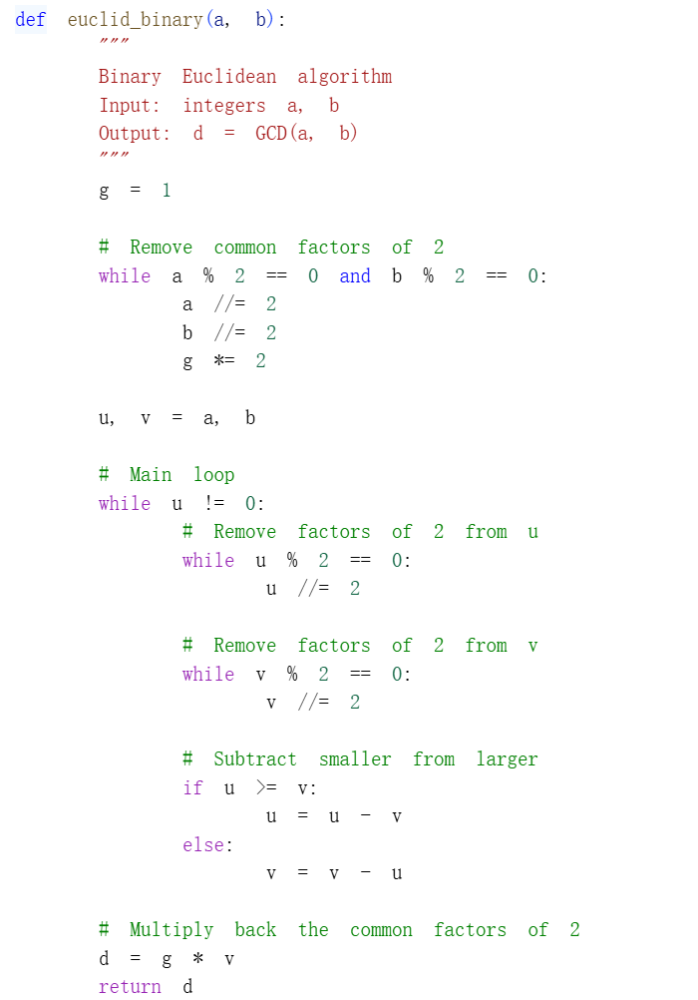 def euclid_binary(a, b):
    """
    Binary Euclidean algorithm
    Input: integers a, b
    Output: d = GCD(a, b)
    """
    g = 1

    # Remove common factors of 2
    while a % 2 == 0 and b % 2 == 0:
        a //= 2
        b //= 2
        g *= 2

    u, v = a, b

    # Main loop
    while u != 0:
        # Remove factors of 2 from u
        while u % 2 == 0:
            u //= 2

        # Remove factors of 2 from v
        while v % 2 == 0:
            v //= 2

        # Subtract smaller from larger
        if u >= v:
            u = u - v
        else:
            v = v - u

    # Multiply back the common factors of 2
    d = g * v
    return d